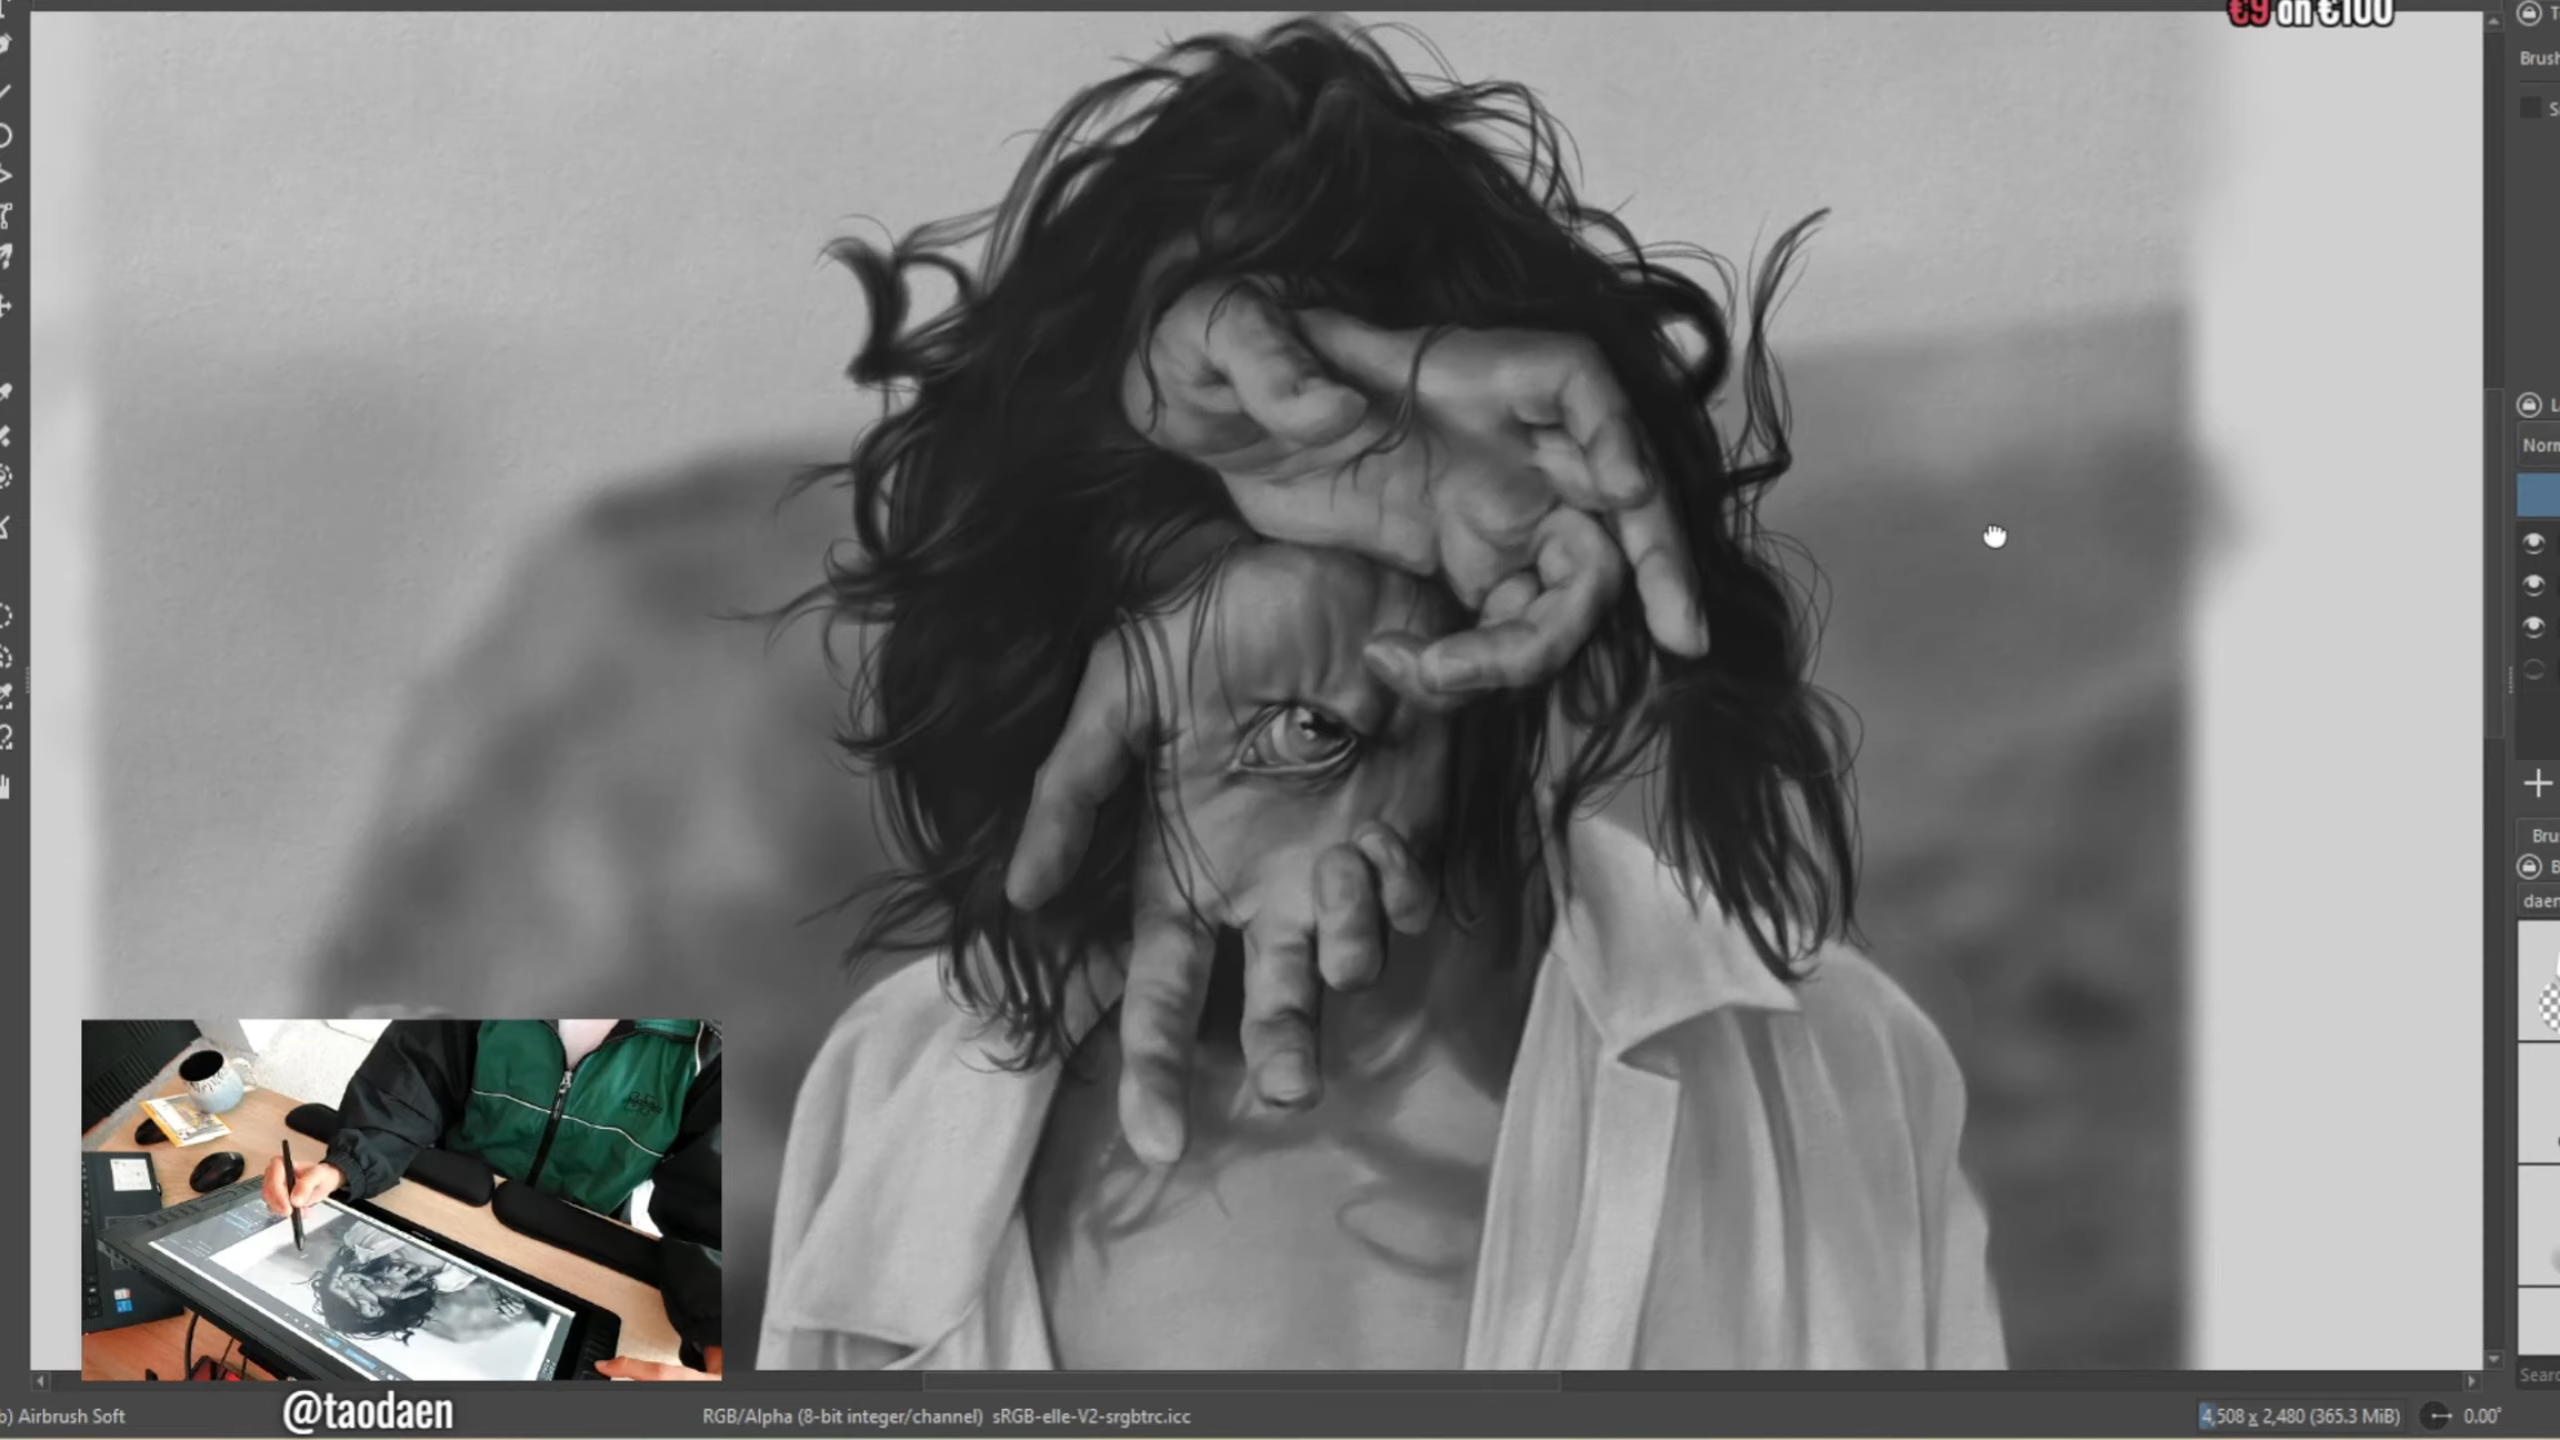 €9 an €100
Brush
Norm
Bru
daen
Searc
b) Airbrush Soft
@taodaen
RGB/Alpha (8-bit integer/channel) sRGB-elle-V2-srgbtrc.icc
4,508 x 2,480 (365.3 MiB)
0.00°